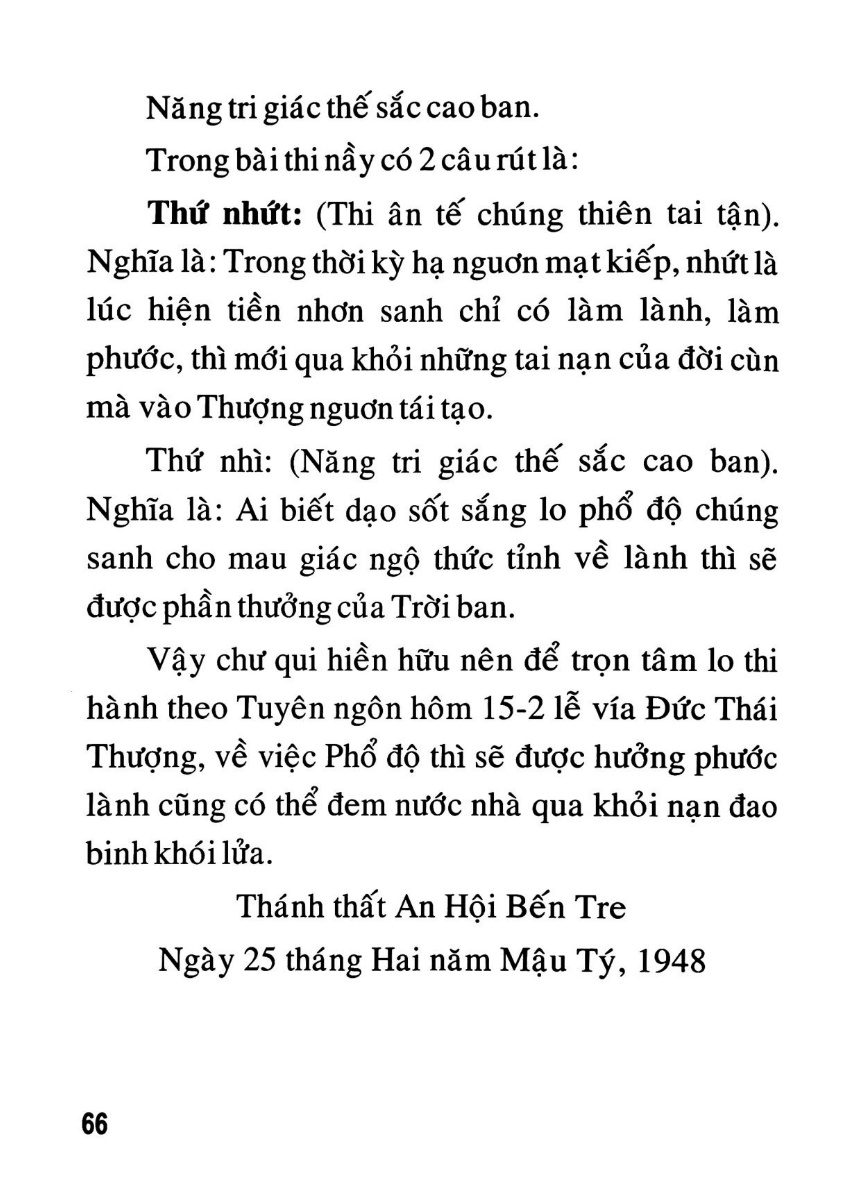 Năng tri giác thế sắc cao ban.
Trong bài thi nầy có 2 câu rút là:
Thứ nhứt: (Thi ân tế chúng thiên tai tận).
Nghĩa là: Trong thời kỳ hạ nguơn mạt kiếp, nhứt là
lúc hiện tiền nhơn sanh chỉ có làm lành, làm
phước, thì mới qua khỏi những tai nạn của đời cùn
mà vào Thượng nguơn tái tạo.
Thứ nhì: (Năng tri giác thế sắc cao ban).
Nghĩa là: Ai biết dạo sốt sắng lo phổ độ chúng
sanh cho mau giác ngộ thức tỉnh về lành thì sẽ
được phần thưởng của Trời ban.
Vậy chư qui hiền hữu nên để trọn tâm lo thi
hành theo Tuyên ngôn hôm 15-2 lễ vía Đức Thái
Thượng, về việc Phổ độ thì sẽ được hưởng phước
lành cũng có thể đem nước nhà qua khỏi nạn đao
binh khói lửa.
Thánh thất An Hội Bến Tre
Ngày 25 tháng Hai năm Mậu Tý, 1948
66